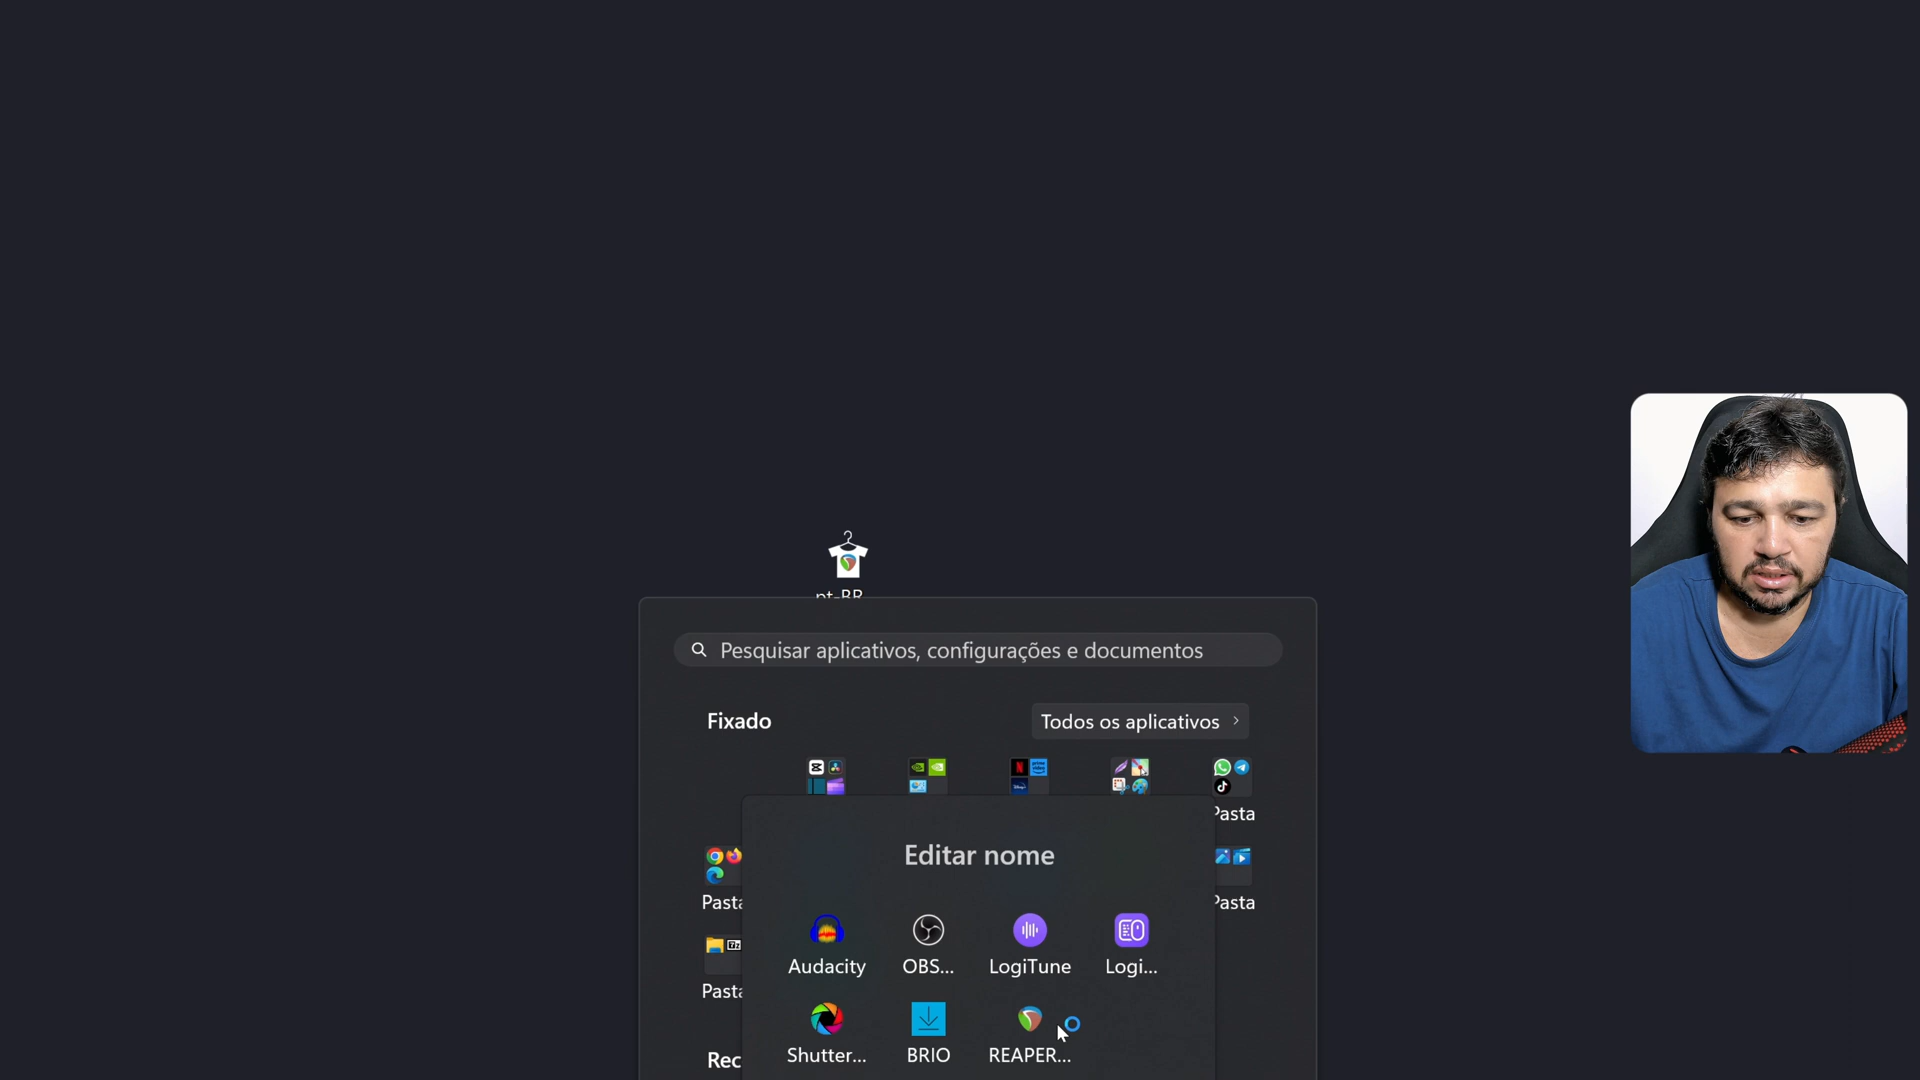 pt-BR
Pesquisar aplicativos, configurações e documentos
Fixado
Todos os aplicativos
Pasta
Editar nome
Pasta
Pasta
Audacity
OBS...
LogiTune
Logi...
Pasta
Shutter...
BRIO
REAPER...
Rec